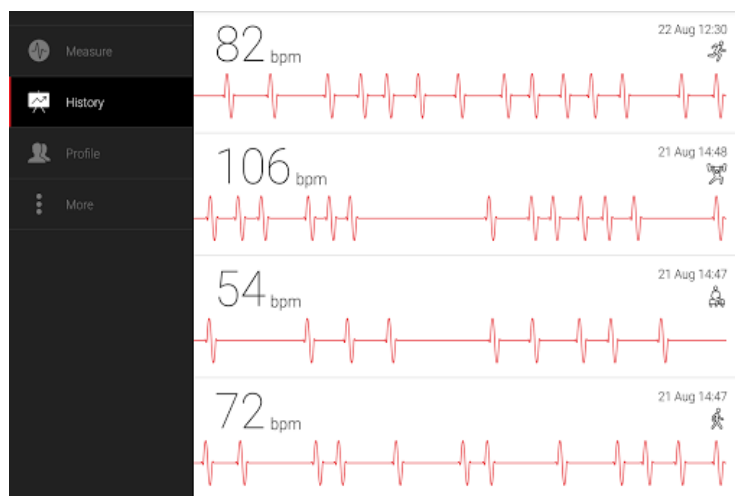 Measure
History
Profile
More
82 bpm
22 Aug 12:30
106 bpm
21 Aug 14:48
54 bpm
21 Aug 14:47
72 bpm
21 Aug 14:47